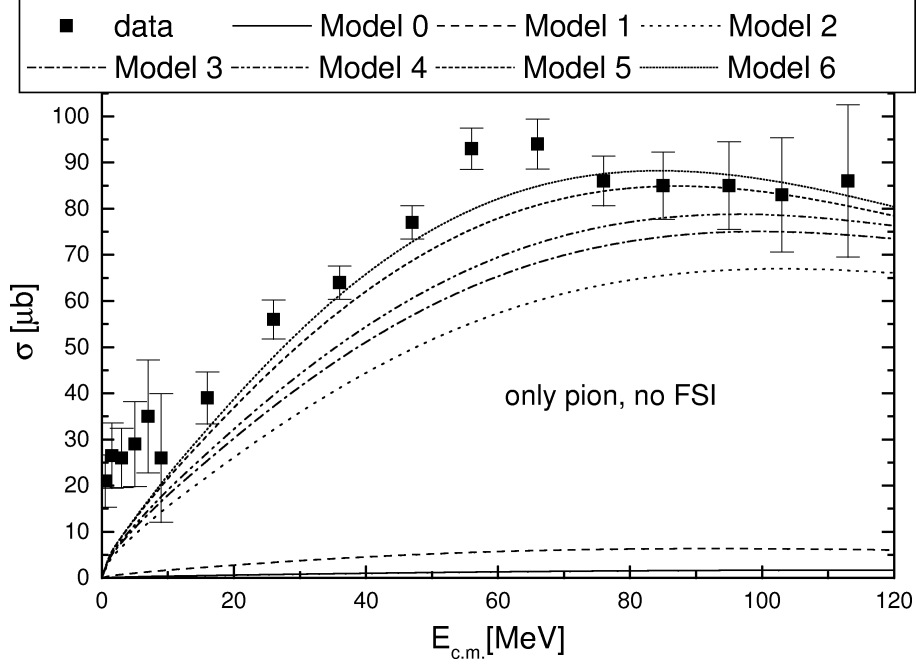 data Model 0 Model 1 Model 2
Model 3 Model 4 Model 5 Model 6
100
90
80
70
60
50
40
30
20
10
0
σ [μb]
only pion, no FSI
0 20 40 60 80 100 120
E c.m. [MeV]